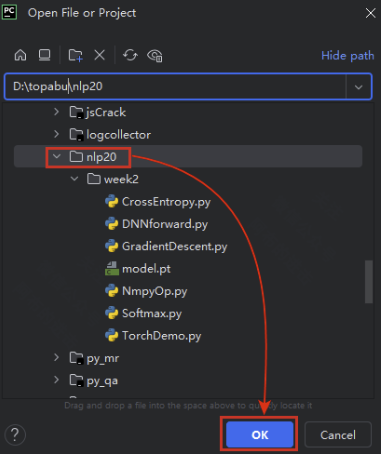 PC
Open File or Project
Hide path
D:\topabu\nlp20
jsCrack
logcollector
nlp20
week2
CrossEntropy.py
DNNforward.py
GradientDescent.py
model.pt
NmpyOp.py
Softmax.py
TorchDemo.py
py_mr
py_qa
Drag and drop a file into the space above to quickly locate it
?
OK
Cancel